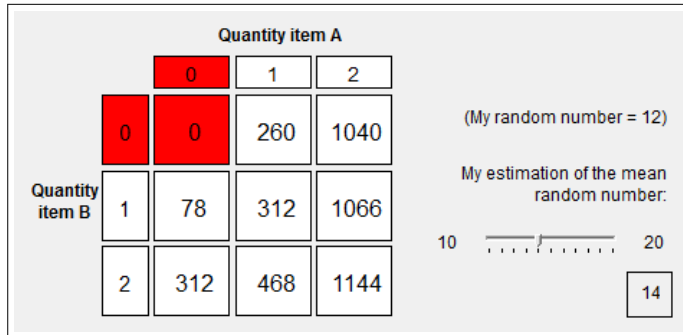 Quantity item A
0 1 2
0 0 260 1040
(My random number = 12)
My estimation of the mean
random number:
Quantity
item B
1 78 312 1066
10 20
2 312 468 1144
14